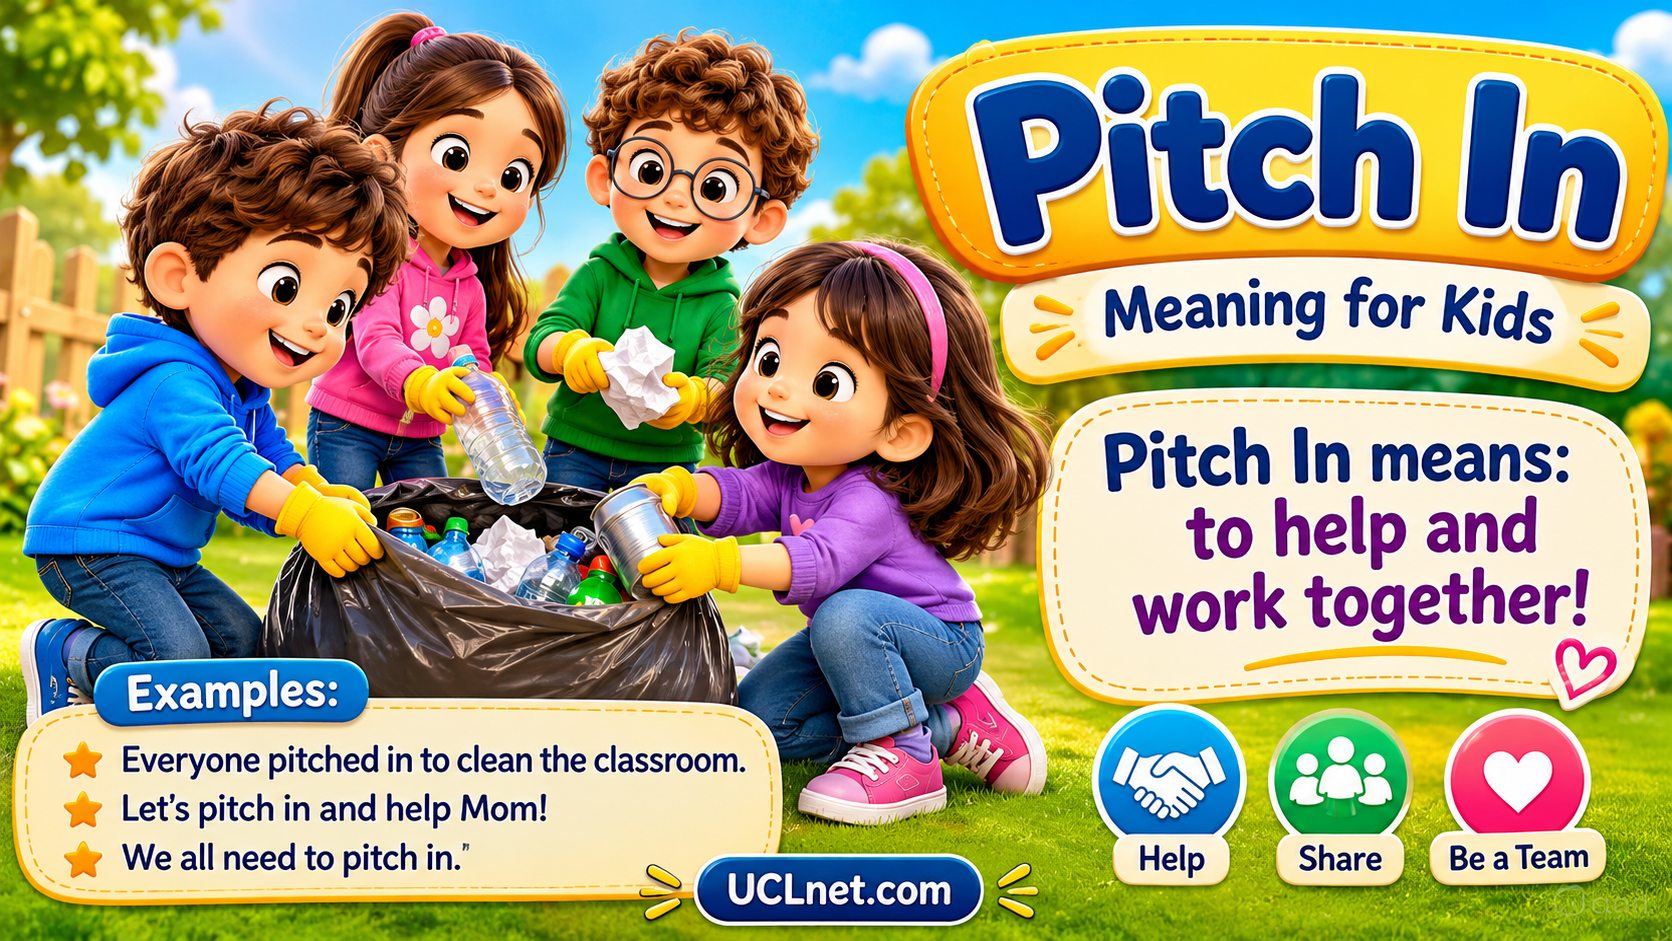 Pitch In
Meaning for Kids
Pitch In means:
to help and
work together!
Examples:
Everyone pitched in to clean the classroom.
Let's pitch in and help Mom!
We all need to pitch in."
Help
Share
Be a Team
UCLnet.com